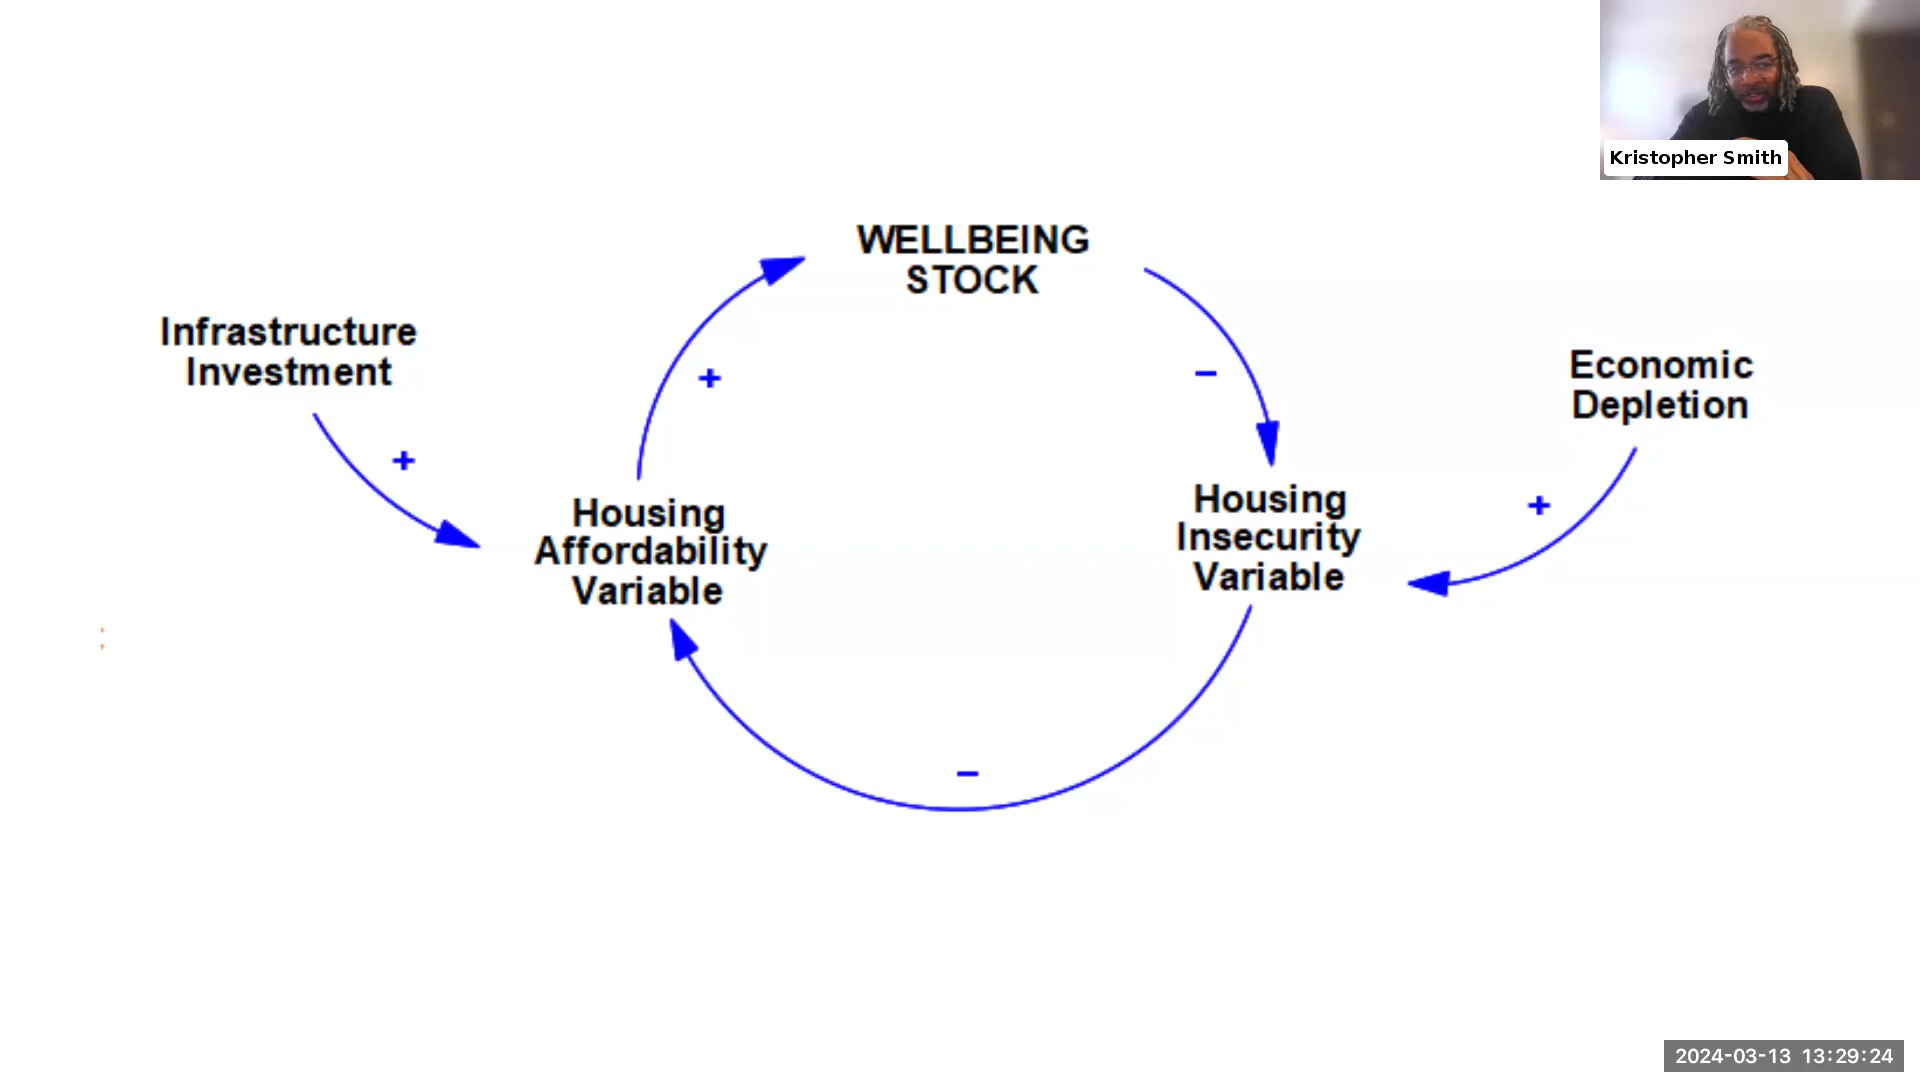 Kristopher Smith
WELLBEING
STOCK
Infrastructure
Investment
Economic
Depletion
+
−
+
+
Housing
Affordability
Variable
Housing
Insecurity
Variable
−
2024-03-13 13:29:24